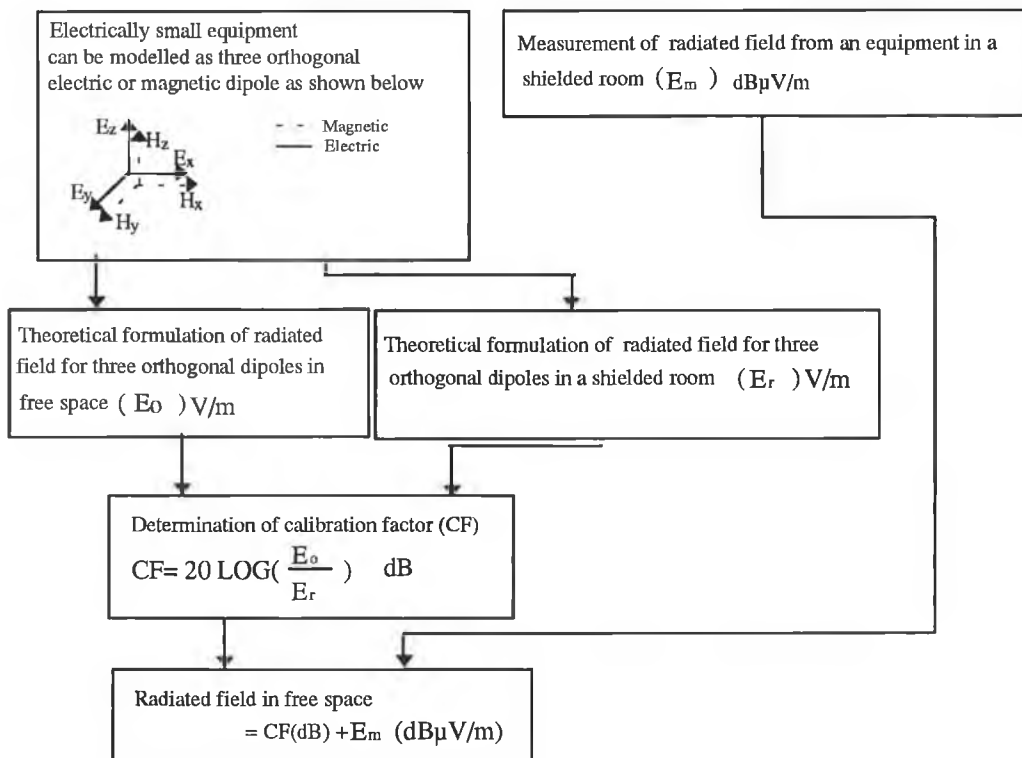 Electrically small equipment
can be modelled as three orthogonal
electric or magnetic dipole as shown below
Ez
Hz
Ex
Ey
Hx
Hy
- - Magnetic
Electric
Measurement of radiated field from an equipment in a
shielded room (Em) dBµV/m
Theoretical formulation of radiated
field for three orthogonal dipoles in
free space (Eo) V/m
Theoretical formulation of radiated field for three
orthogonal dipoles in a shielded room (Er) V/m
Determination of calibration factor (CF)
CF= 20 LOG(Eo/Er) dB
Radiated field in free space
= CF(dB) +Em (dBµV/m)